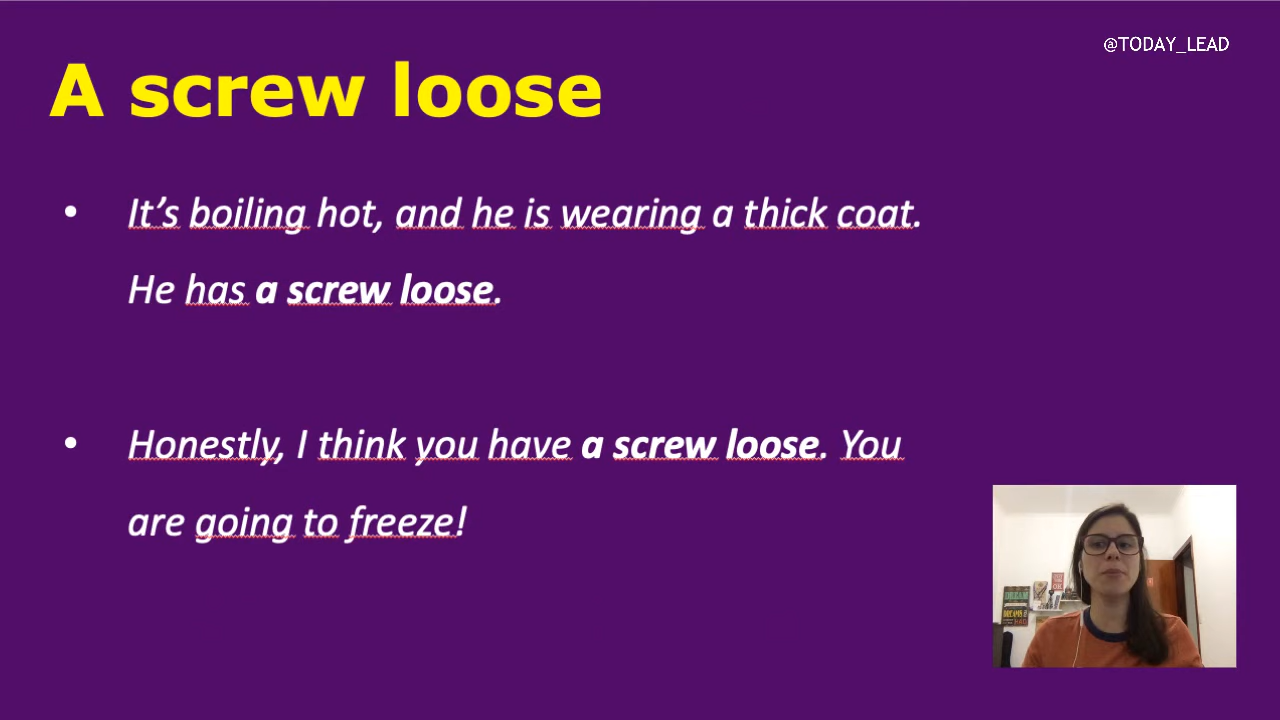 @TODAY_LEAD
A screw loose
• It's boiling hot, and he is wearing a thick coat.
He has a screw loose.
• Honestly, I think you have a screw loose. You
are going to freeze!
DREAM